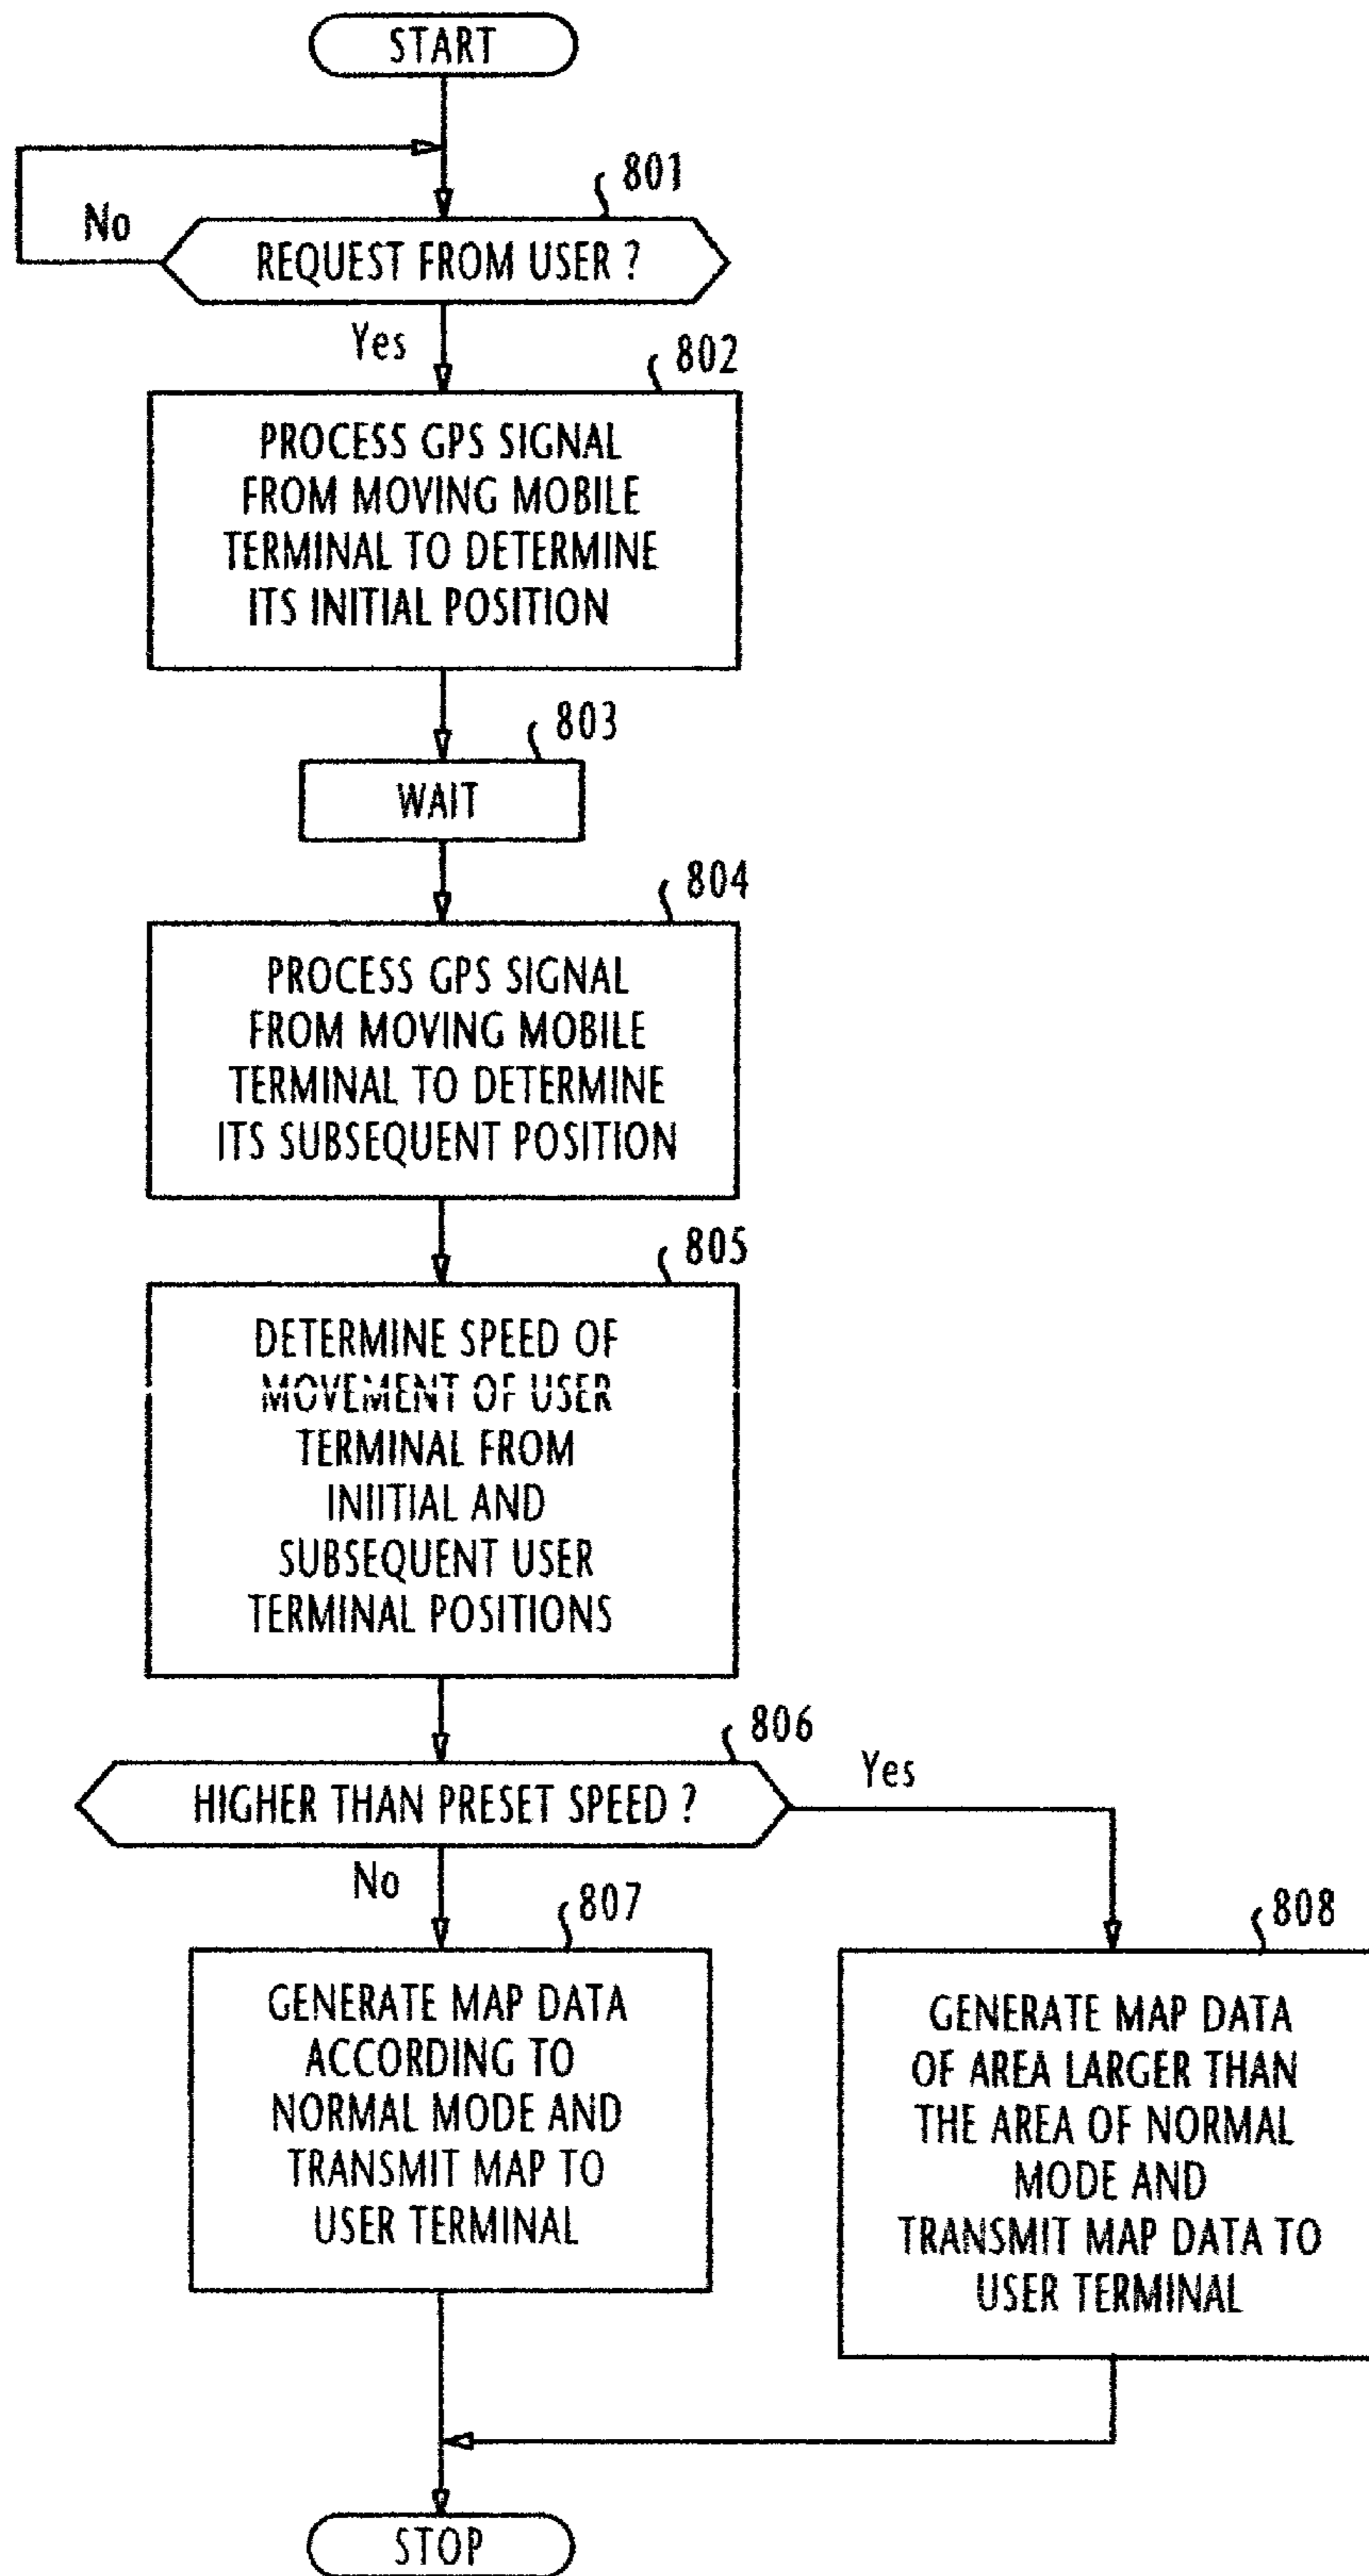 START
801
No
REQUEST FROM USER ?
Yes
802
PROCESS GPS SIGNAL
FROM MOVING MOBILE
TERMINAL TO DETERMINE
ITS INITIAL POSITION
803
WAIT
804
PROCESS GPS SIGNAL
FROM MOVING MOBILE
TERMINAL TO DETERMINE
ITS SUBSEQUENT POSITION
805
DETERMINE SPEED OF
MOVEMENT OF USER
TERMINAL FROM
INIITIAL AND
SUBSEQUENT USER
TERMINAL POSITIONS
806
HIGHER THAN PRESET SPEED ?
Yes
No
807
GENERATE MAP DATA
ACCORDING TO
NORMAL MODE AND
TRANSMIT MAP TO
USER TERMINAL
808
GENERATE MAP DATA
OF AREA LARGER THAN
THE AREA OF NORMAL
MODE AND
TRANSMIT MAP DATA TO
USER TERMINAL
STOP